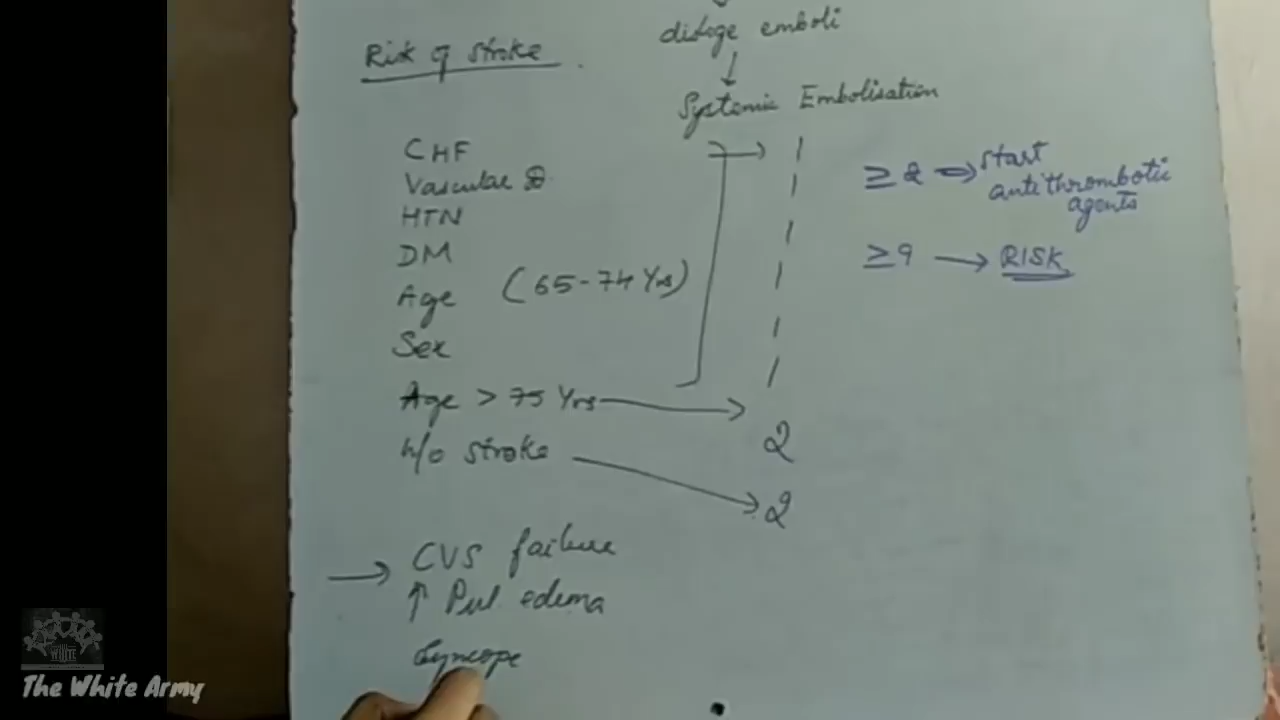 disloge emboli
↓
Risk of stroke
Systemic Embolisation
CHF
Vascular
HTN
DM
Age (65-74 Yrs)
Sex
Age > 75 Yrs → 2
h/o stroke → 2
→ 1
1
1
1
1
1
≥ 2 ⇒ start
antithrombotic
agents
≥ 9 → RISK
→ CVS failure
↑ Pul edema
Syncope
WHITE
The White Army